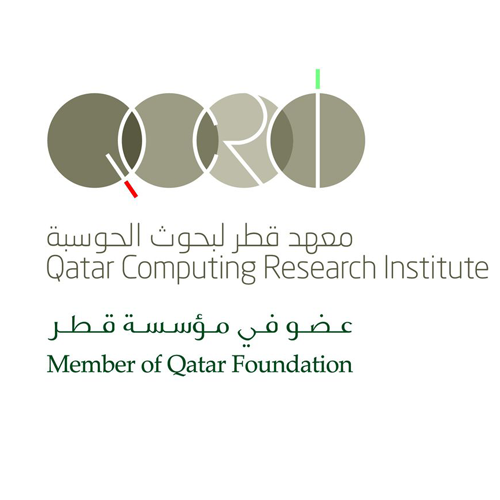 QCRI
معهد قطر لبحوث الحوسبة
Qatar Computing Research Institute
عضو في مؤسسة قطر
Member of Qatar Foundation